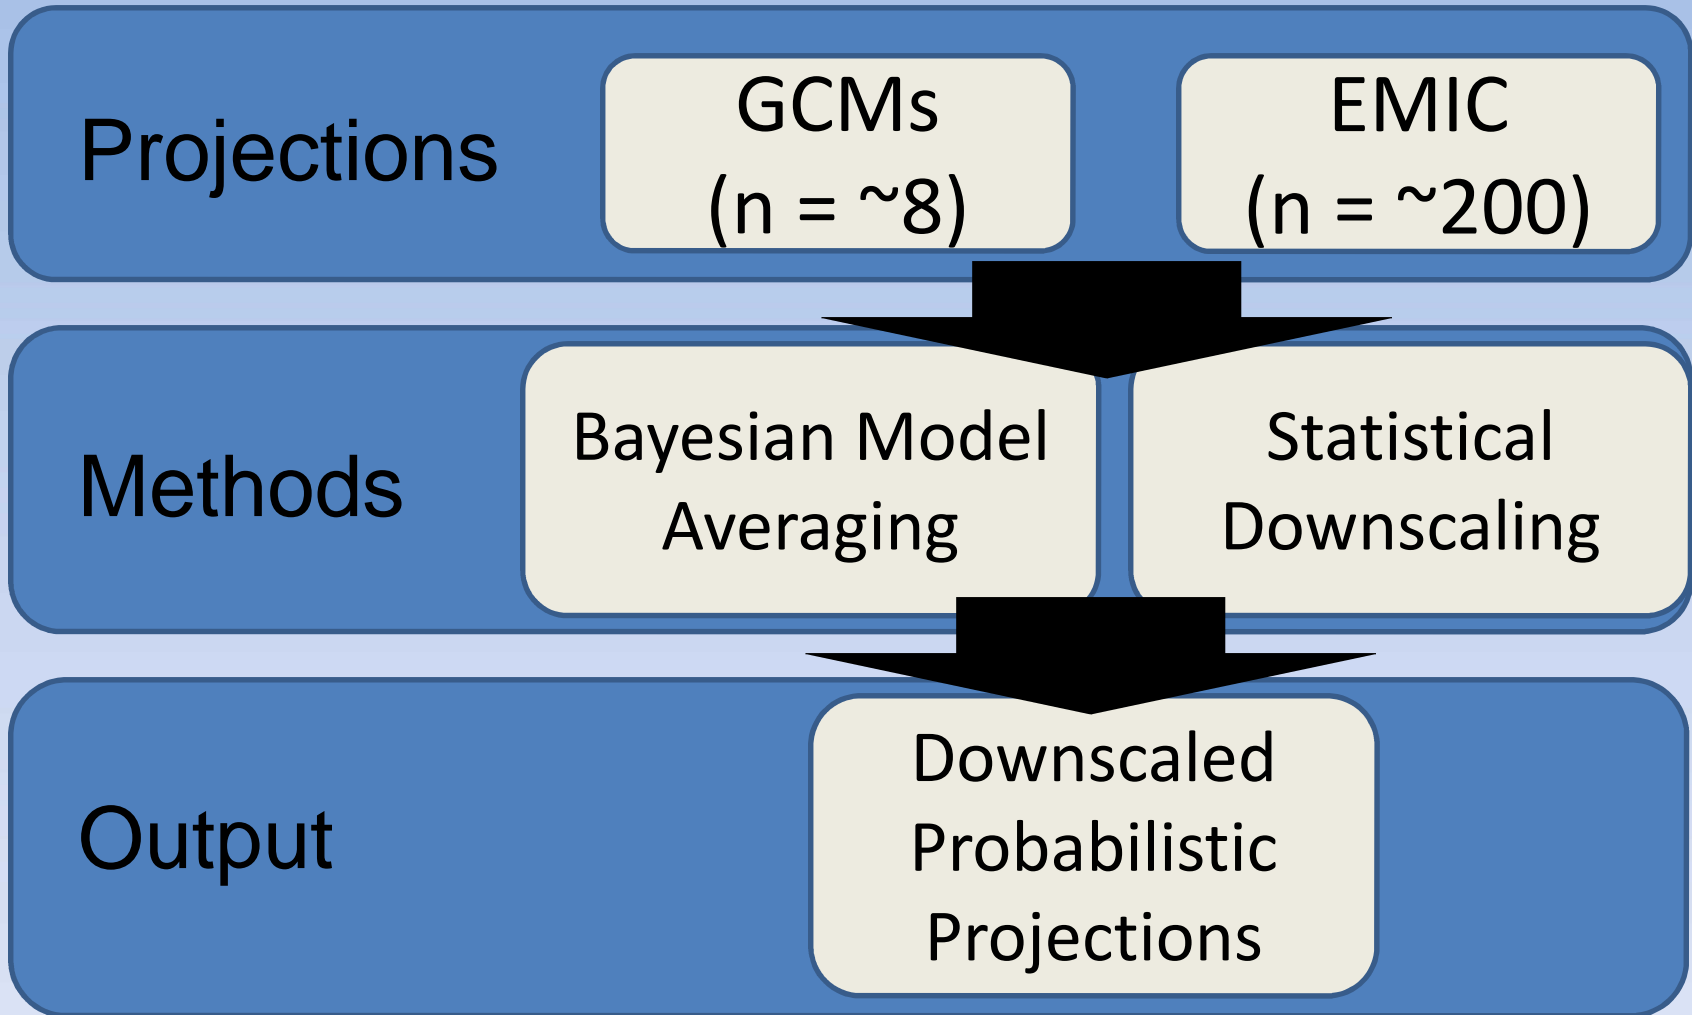 Projections
GCMs
(n = ~8)
EMIC
(n = ~200)
Methods
Bayesian Model
Averaging
Statistical
Downscaling
Output
Downscaled
Probabilistic
Projections